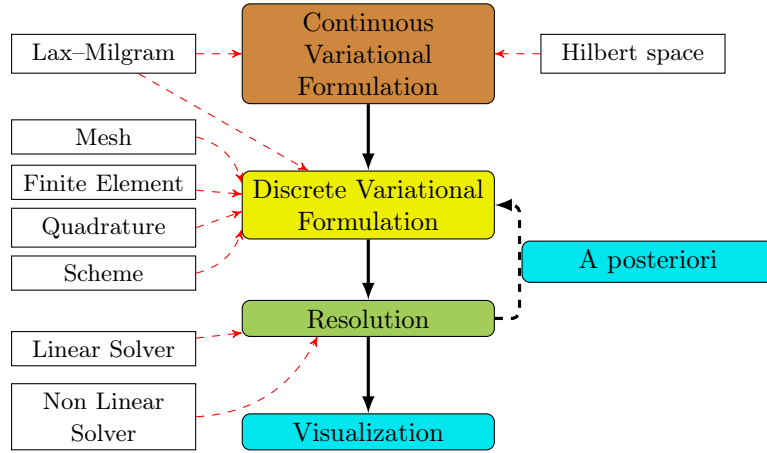 Continuous
Variational
Formulation
Lax–Milgram
Hilbert space
Mesh
Finite Element
Quadrature
Scheme
Discrete Variational
Formulation
A posteriori
Resolution
Linear Solver
Non Linear
Solver
Visualization